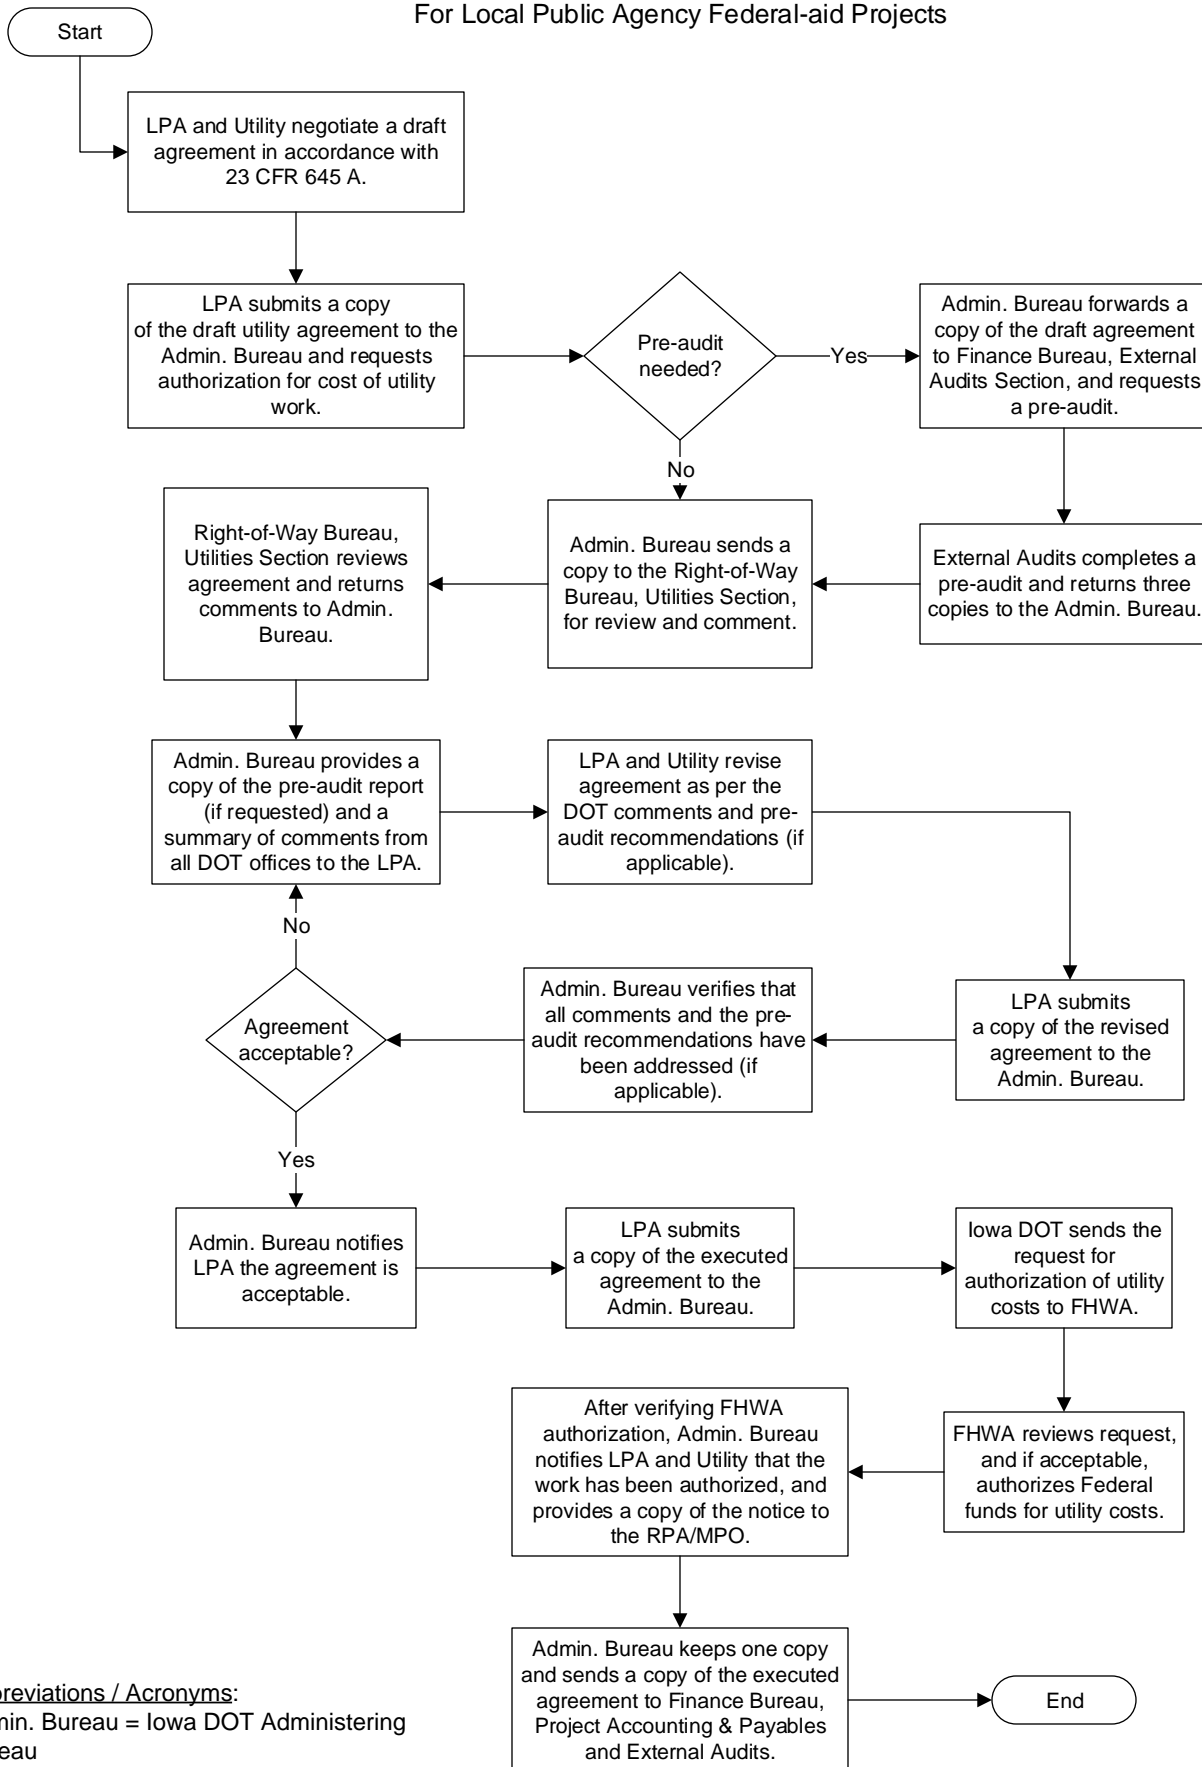 For Local Public Agency Federal-aid Projects
Start
LPA and Utility negotiate a draft
agreement in accordance with
23 CFR 645 A.
LPA submits a copy
of the draft utility agreement to the
Admin. Bureau and requests
authorization for cost of utility
work.
Pre-audit
needed?
Yes
Admin. Bureau forwards a
copy of the draft agreement
to Finance Bureau, External
Audits Section, and requests
a pre-audit.
No
Right-of-Way Bureau,
Utilities Section reviews
agreement and returns
comments to Admin.
Bureau.
Admin. Bureau sends a
copy to the Right-of-Way
Bureau, Utilities Section,
for review and comment.
External Audits completes a
pre-audit and returns three
copies to the Admin. Bureau.
Admin. Bureau provides a
copy of the pre-audit report
(if requested) and a
summary of comments from
all DOT offices to the LPA.
LPA and Utility revise
agreement as per the
DOT comments and pre-
audit recommendations (if
applicable).
No
Agreement
acceptable?
Admin. Bureau verifies that
all comments and the pre-
audit recommendations have
been addressed (if
applicable).
LPA submits
a copy of the revised
agreement to the
Admin. Bureau.
Yes
Admin. Bureau notifies
LPA the agreement is
acceptable.
LPA submits
a copy of the executed
agreement to the
Admin. Bureau.
Iowa DOT sends the
request for
authorization of utility
costs to FHWA.
After verifying FHWA
authorization, Admin. Bureau
notifies LPA and Utility that the
work has been authorized, and
provides a copy of the notice to
the RPA/MPO.
FHWA reviews request,
and if acceptable,
authorizes Federal
funds for utility costs.
Admin. Bureau keeps one copy
and sends a copy of the executed
agreement to Finance Bureau,
Project Accounting & Payables
and External Audits.
End
/ Acronyms:
Bureau = Iowa DOT Administering